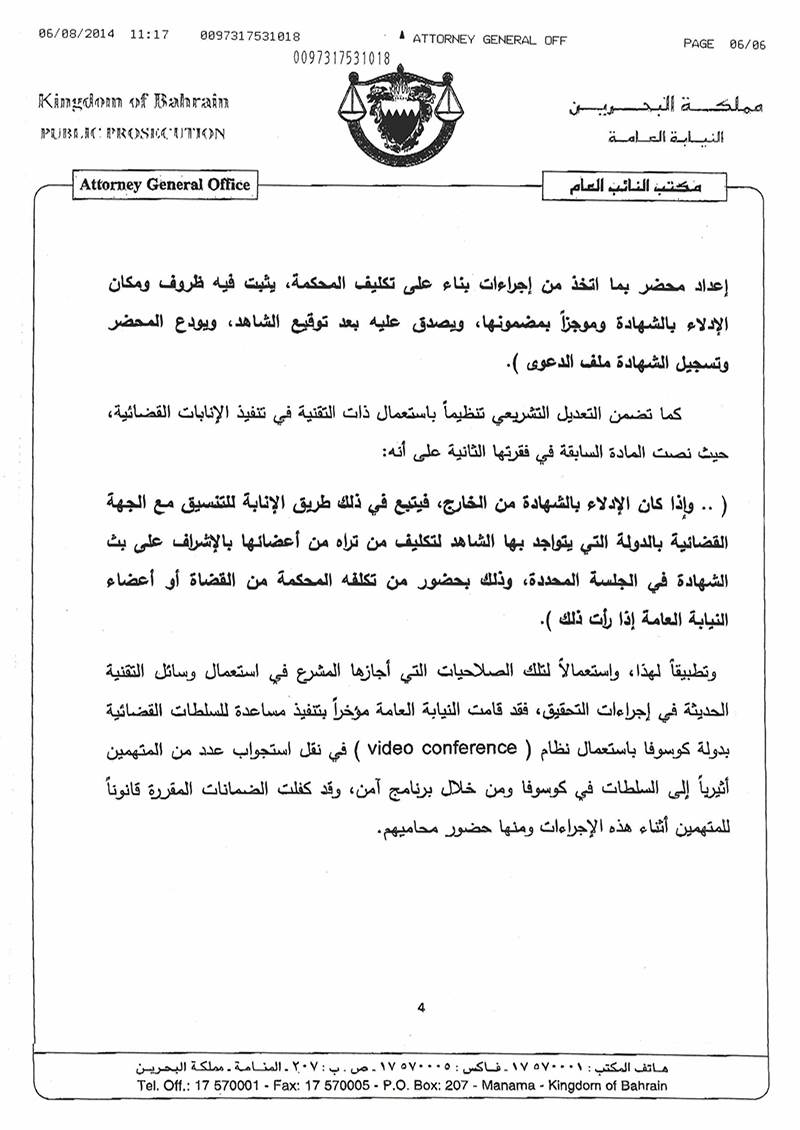 06/08/2014 11:17 0097317531018 ATTORNEY GENERAL OFF PAGE 06/06
0097317531018
Kingdom of Bahrain
PUBLIC PROSECUTION
مملكة البحرين
النيابة العامة
Attorney General Office
مكتب النائب العام
إعداد محضر بما اتخذ من إجراءات بناء على تكليف المحكمة، يثبت فيه ظروف ومكان
الإدلاء بالشهادة وموجزاً بمضمونها، ويصدق عليه بعد توقيع الشاهد، ويودع المحضر
وتسجيل الشهادة ملف الدعوى ).
كما تضمن التعديل التشريعي تنظيماً باستعمال ذات التقنية في تنفيذ الإنابات القضائية،
حيث نصت المادة السابقة في فقرتها الثانية على أنه:
( .. وإذا كان الإدلاء بالشهادة من الخارج، فيتبع في ذلك طريق الإنابة للتنسيق مع الجهة
القضائية بالدولة التي يتواجد بها الشاهد لتكليف من تراه من أعضائها بالإشراف على بث
الشهادة في الجلسة المحددة، وذلك بحضور من تكلفه المحكمة من القضاة أو أعضاء
النيابة العامة إذا رأت ذلك ).
وتطبيقاً لهذا، واستعمالاً لتلك الصلاحيات التي أجازها المشرع في استعمال وسائل التقنية
الحديثة في إجراءات التحقيق، فقد قامت النيابة العامة مؤخراً بتنفيذ مساعدة للسلطات القضائية
بدولة كوسوفا باستعمال نظام ( video conference ) في نقل استجواب عدد من المتهمين
أثيرياً إلى السلطات في كوسوفا ومن خلال برنامج آمن، وقد كفلت الضمانات المقررة قانوناً
للمتهمين أثناء هذه الإجراءات ومنها حضور محاميهم.
4
هاتف المكتب : ١٧٥٧٠٠٠١ - فاكس : ١٧٥٧٠٠٠٥ - ص . ب : ٢٠٧ - المنامة - مملكة البحرين
Tel. Off.: 17 570001 - Fax: 17 570005 - P.O. Box: 207 - Manama - Kingdom of Bahrain